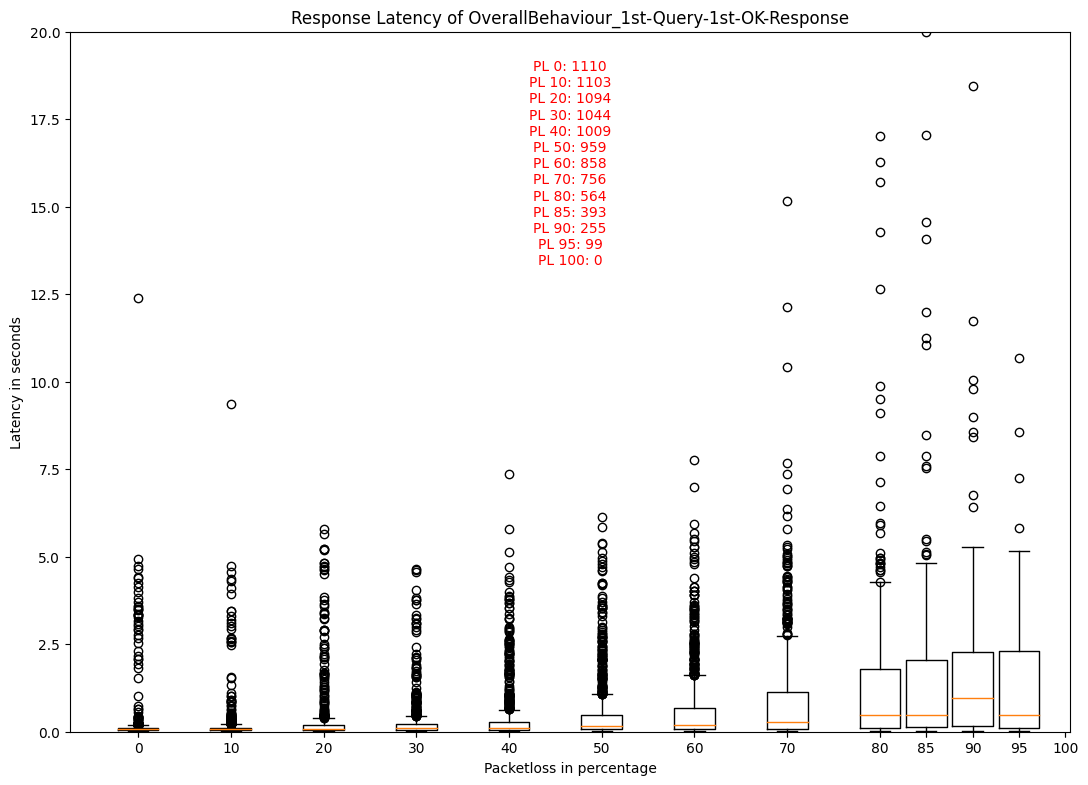 Response Latency of OverallBehaviour_1st-Query-1st-OK-Response
20.0
17.5
15.0
12.5
10.0
7.5
5.0
2.5
0.0
Latency in seconds
PL 0: 1110
PL 10: 1103
PL 20: 1094
PL 30: 1044
PL 40: 1009
PL 50: 959
PL 60: 858
PL 70: 756
PL 80: 564
PL 85: 393
PL 90: 255
PL 95: 99
PL 100: 0
0 10 20 30 40 50 60 70 80 85 90 95 100
Packetloss in percentage